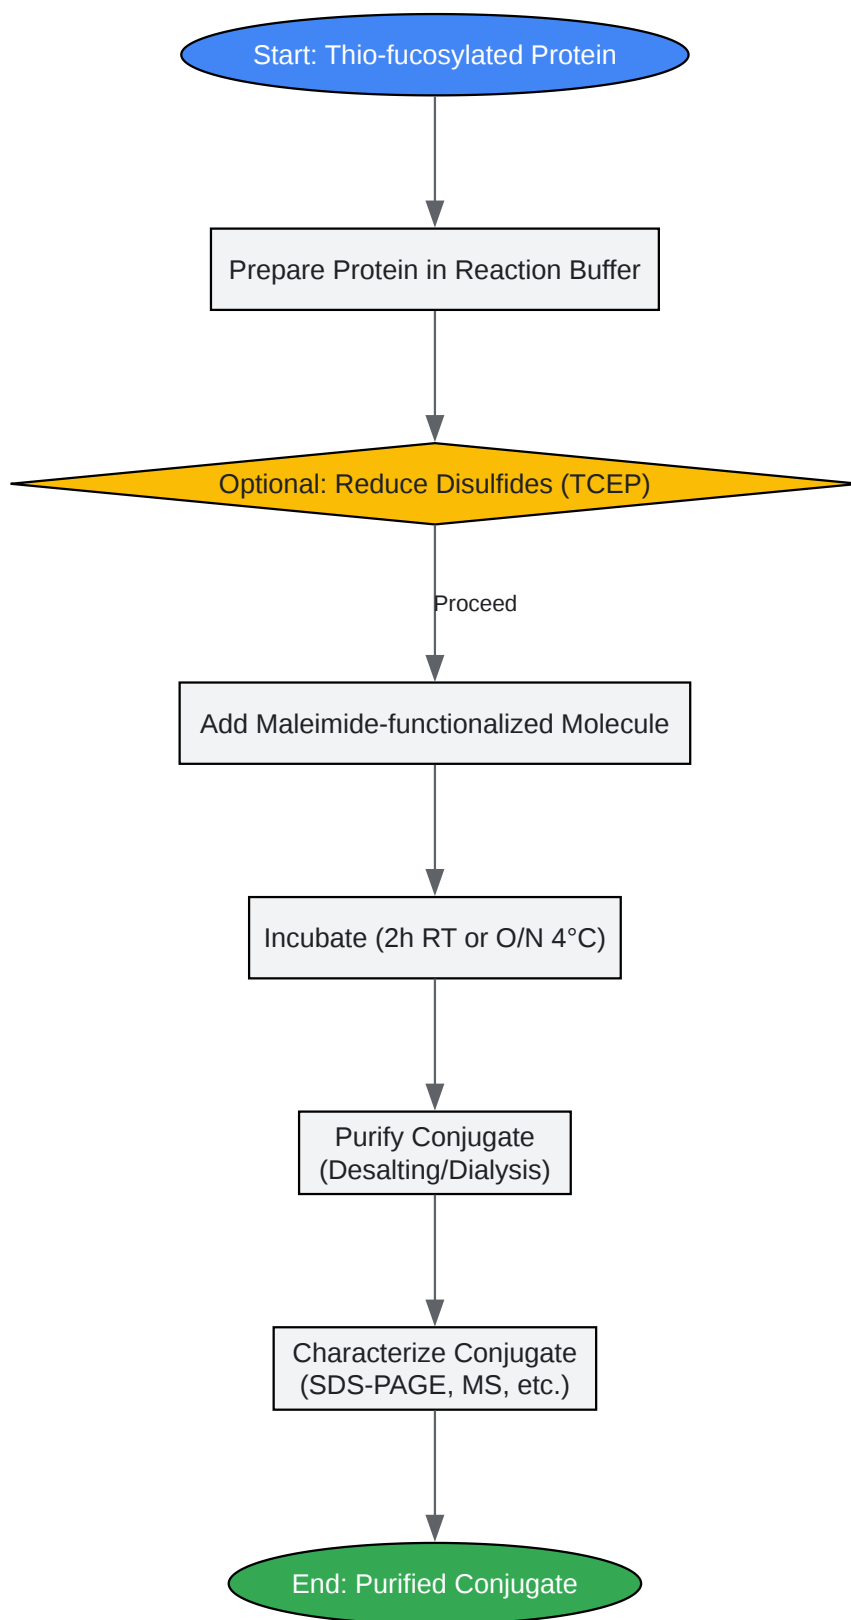 Start: Thio-fucosylated Protein
Prepare Protein in Reaction Buffer
Optional: Reduce Disulfides (TCEP)
Proceed
Add Maleimide-functionalized Molecule
Incubate (2h RT or O/N 4°C)
Purify Conjugate
(Desalting/Dialysis)
Characterize Conjugate
(SDS-PAGE, MS, etc.)
End: Purified Conjugate